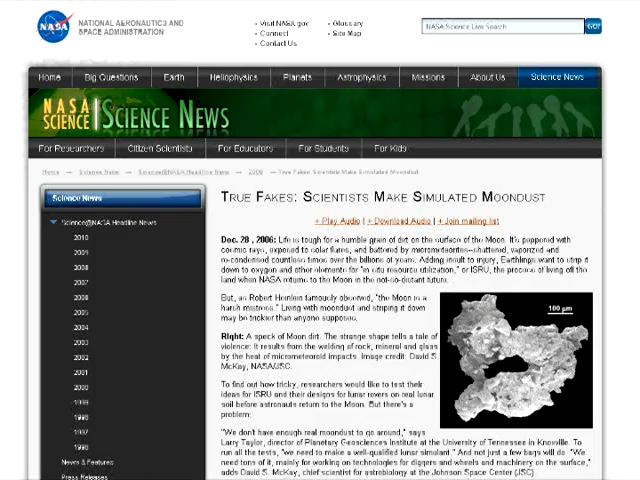 NASA
NATIONAL AERONAUTICS AND
SPACE ADMINISTRATION
• Visit NASA.gov
• Connect
• Contact Us
• Glossary
• Site Map
NASA Science Live Search
GO!
Home Big Questions Earth Heliophysics Planets Astrophysics Missions About Us Science News
NASA SCIENCE | SCIENCE NEWS
For Researchers Citizen Scientists For Educators For Students For Kids
Home → Science News → Science@NASA Headline News → 2006 → True Fakes: Scientists Make Simulated Moondust
Science News
Science@NASA Headline News
2010
2009
2008
2007
2006
2005
2004
2003
2002
2001
2000
1999
1998
1997
1996
News & Features
Press Releases
TRUE FAKES: SCIENTISTS MAKE SIMULATED MOONDUST
+ Play Audio | + Download Audio | + Join mailing list
Dec. 28, 2006: Life is tough for a humble grain of dirt on the surface of the Moon. It's peppered with
cosmic rays, exposed to solar flares, and battered by micrometeorites--shattered, vaporized and
re-condensed countless times over the billions of years. Adding insult to injury, Earthlings want to strip it
down to oxygen and other elements for "in situ resource utilization," or ISRU, the process of living off the
land when NASA returns to the Moon in the not-so-distant future.
But, as Robert Heinlein famously observed, "the Moon is a
harsh mistress." Living with moondust and striping it down
may be trickier than anyone supposes.
Right: A speck of Moon dirt. The strange shape tells a tale of
violence: It results from the welding of rock, mineral and glass
by the heat of micrometeoroid impacts. Image credit: David S.
McKay, NASA/JSC.
100 µm
To find out how tricky, researchers would like to test their
ideas for ISRU and their designs for lunar rovers on real lunar
soil before astronauts return to the Moon. But there's a
problem:
"We don't have enough real moondust to go around," says
Larry Taylor, director of Planetary Geosciences Institute at the University of Tennessee in Knoxville. To
run all the tests, "we need to make a well-qualified lunar simulant." And not just a few bags will do. "We
need tons of it, mainly for working on technologies for diggers and wheels and machinery on the surface,"
adds David S. McKay, chief scientist for astrobiology at the Johnson Space Center (JSC).